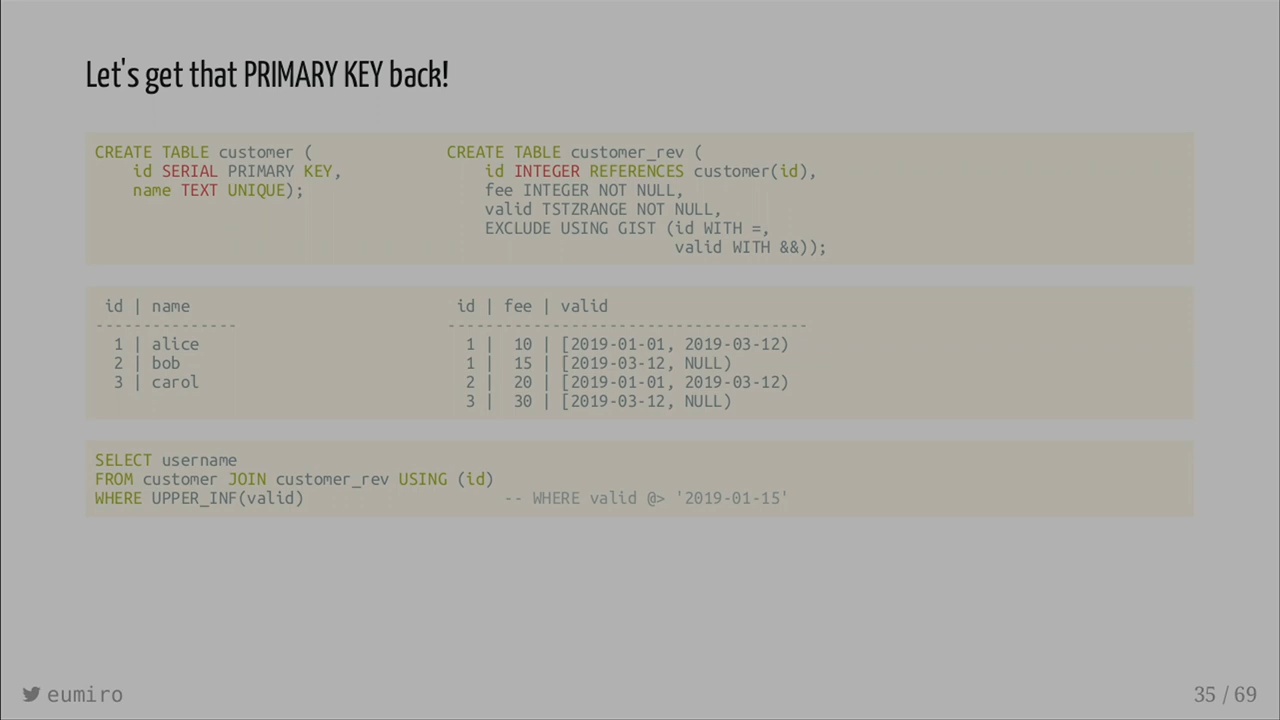 Let's get that PRIMARY KEY back!
CREATE TABLE customer (
id SERIAL PRIMARY KEY,
name TEXT UNIQUE);
CREATE TABLE customer_rev (
id INTEGER REFERENCES customer(id),
fee INTEGER NOT NULL,
valid TSTZRANGE NOT NULL,
EXCLUDE USING GIST (id WITH =,
valid WITH &&));
id | name
---------------
1 | alice
2 | bob
3 | carol
id | fee | valid
--------------------------------------
1 | 10 | [2019-01-01, 2019-03-12)
1 | 15 | [2019-03-12, NULL)
2 | 20 | [2019-01-01, 2019-03-12)
3 | 30 | [2019-03-12, NULL)
SELECT username
FROM customer JOIN customer_rev USING (id)
WHERE UPPER_INF(valid) -- WHERE valid @> '2019-01-15'
eumiro
35 / 69